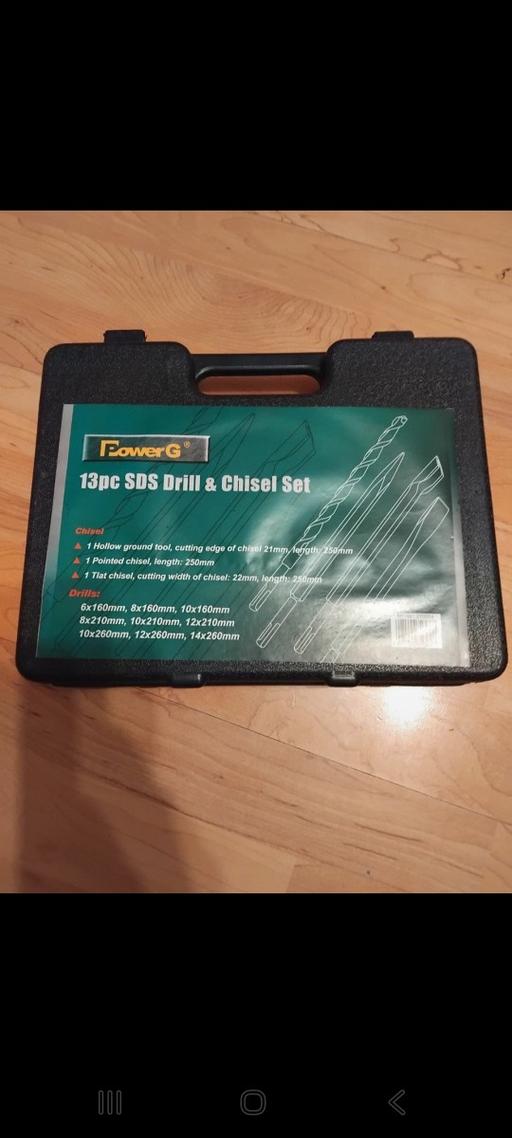 PowerG®
13pc SDS Drill & Chisel Set
Chisel
▲ 1 Hollow ground tool, cutting edge of chisel 21mm, length: 250mm
▲ 1 Pointed chisel, length: 250mm
▲ 1 Tlat chisel, cutting width of chisel: 22mm, length: 250mm
Drills:
6x160mm, 8x160mm, 10x160mm
8x210mm, 10x210mm, 12x210mm
10x260mm, 12x260mm, 14x260mm